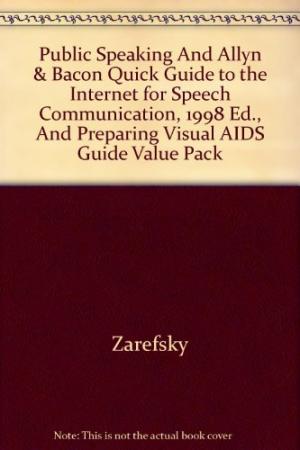 Public Speaking And Allyn
& Bacon Quick Guide to the
Internet for Speech
Communication, 1998 Ed.,
And Preparing Visual AIDS
Guide Value Pack
Zarefsky
Note: This is not the actual book cover